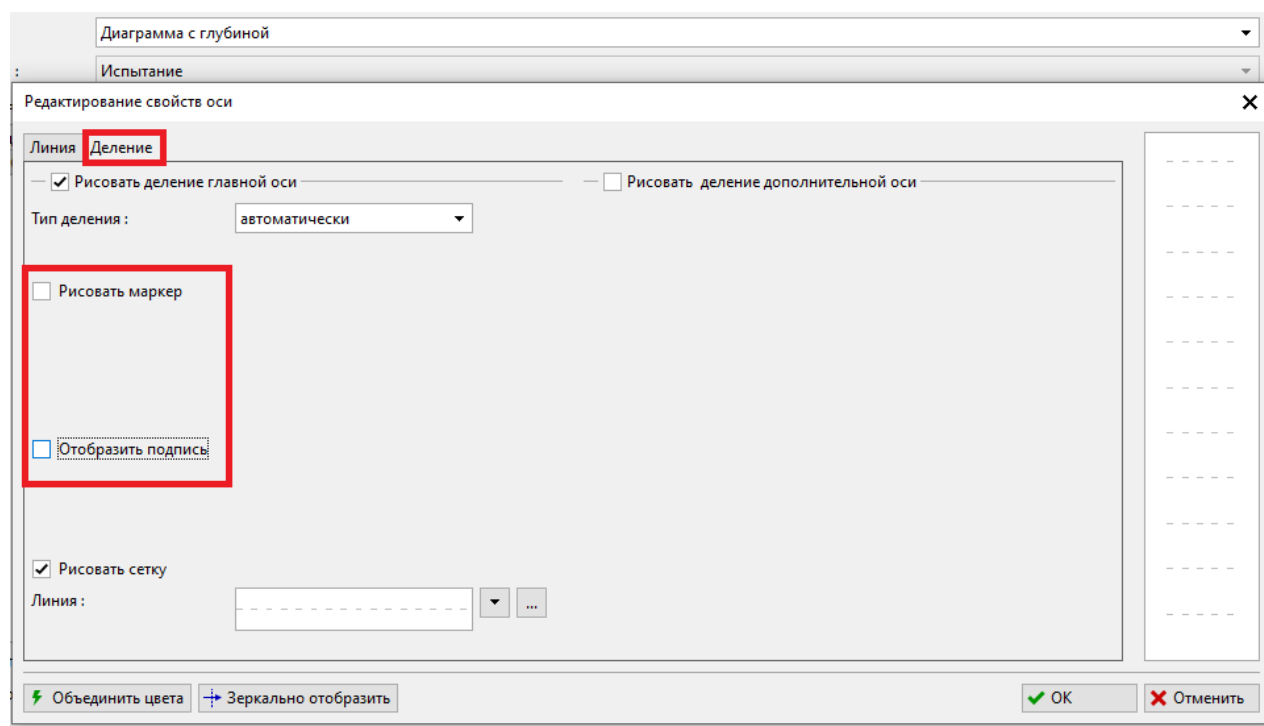 Диаграмма с глубиной
: Испытание
Редактирование свойств оси
Линия Деление
Рисовать деление главной оси Рисовать деление дополнительной оси
Тип деления : автоматически
Рисовать маркер
Отобразить подпись
Рисовать сетку
Линия : ...
Объединить цвета Зеркально отобразить OK Отменить